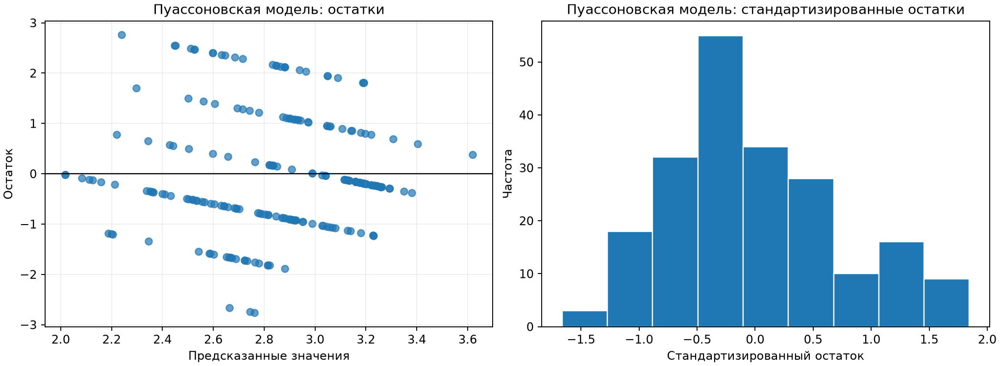 Пуассоновская модель: остатки
3
2
1
0
−1
−2
−3
Остаток
2.0 2.2 2.4 2.6 2.8 3.0 3.2 3.4 3.6
Предсказанные значения
Пуассоновская модель: стандартизированные остатки
50
40
30
20
10
0
Частота
−1.5 −1.0 −0.5 0.0 0.5 1.0 1.5 2.0
Стандартизированный остаток